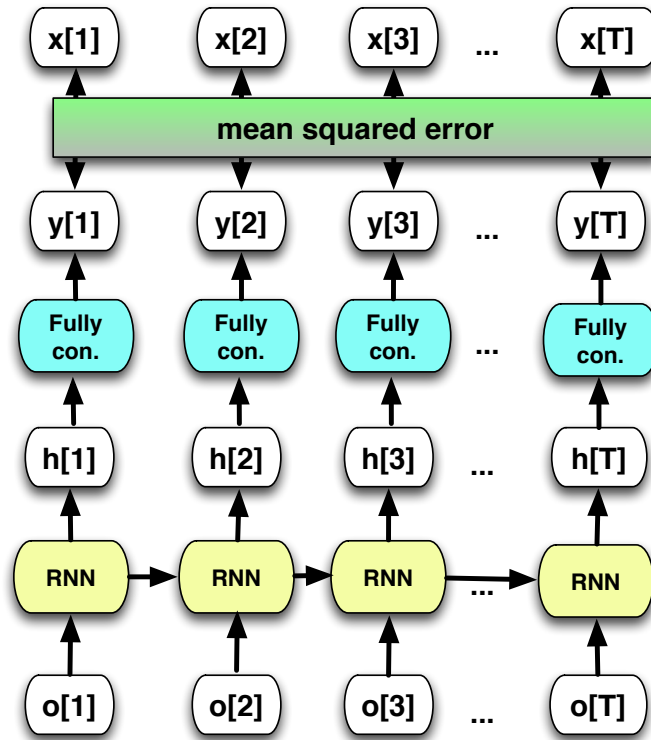 x[1] x[2] x[3] ... x[T]
mean squared error
y[1] y[2] y[3] ... y[T]
Fully Fully Fully Fully
con. con. con. ... con.
h[1] h[2] h[3] ... h[T]
RNN RNN RNN ... RNN
o[1] o[2] o[3] ... o[T]